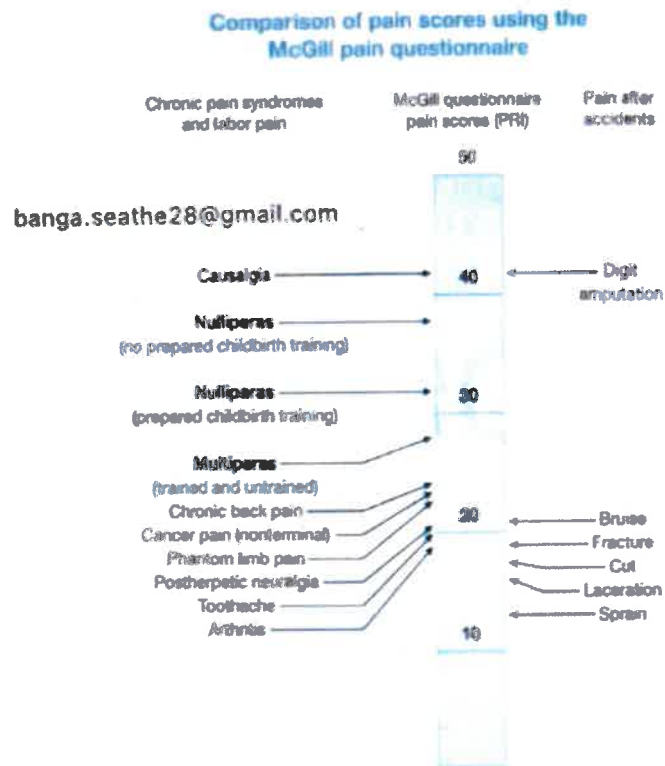 Comparison of pain scores using the
McGill pain questionnaire
Chronic pain syndromes
and labor pain
McGill questionnaire
pain scores (PRI)
Pain after
accidents
50
banga.seathe28@gmail.com
Causalgia
40
Digit
amputation
Nulliparas
(no prepared childbirth training)
Nulliparas
(prepared childbirth training)
30
Multiparas
(trained and untrained)
Chronic back pain
20
Bruise
Cancer pain (nonterminal)
Fracture
Phantom limb pain
Cut
Postherpetic neuralgia
Laceration
Toothache
Sprain
Arthritis
10